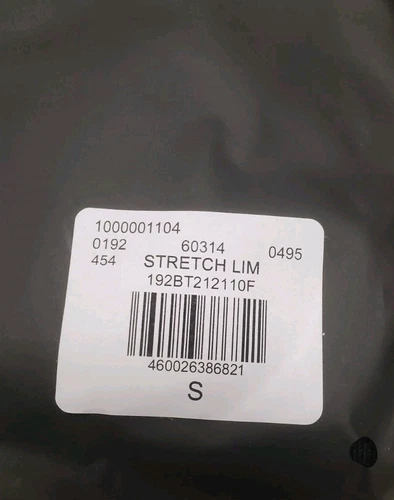 1000001104
0192 60314 0495
454 STRETCH LIM
192BT212110F
460026386821
S